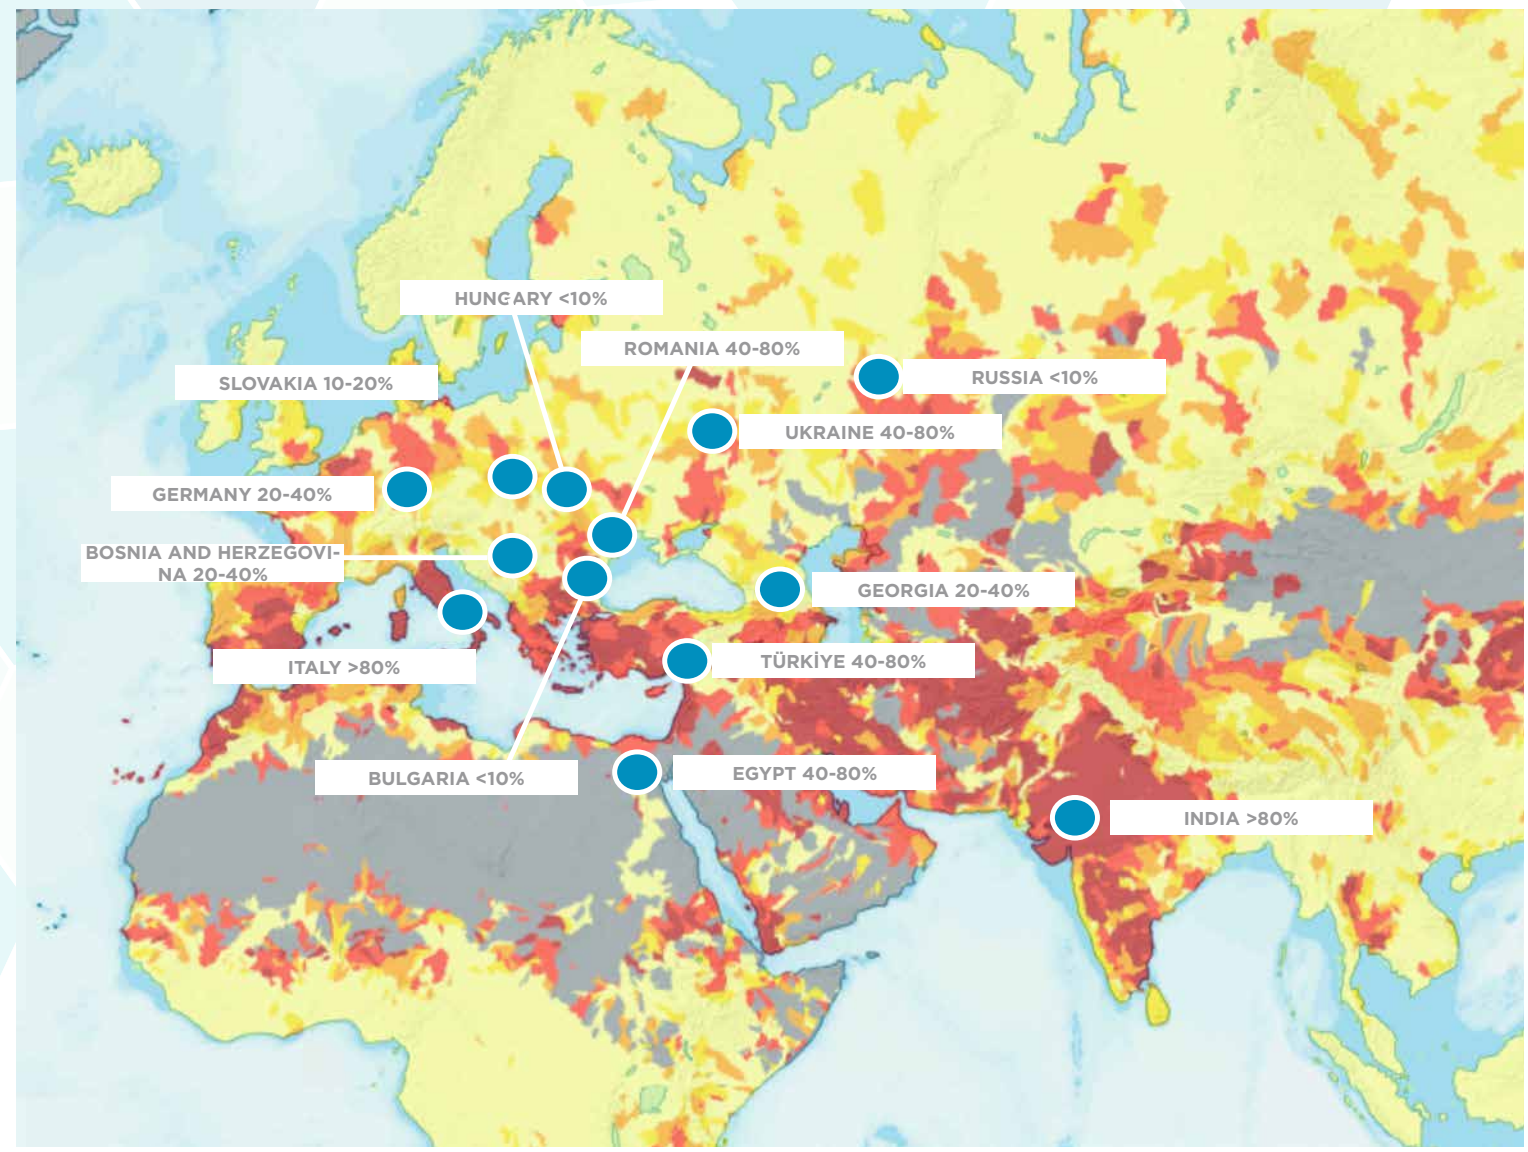 HUNGARY <10%
ROMANIA 40-80%
SLOVAKIA 10-20%
RUSSIA <10%
UKRAINE 40-80%
GERMANY 20-40%
BOSNIA AND HERZEGOVI-
NA 20-40%
GEORGIA 20-40%
ITALY >80%
TÜRKİYE 40-80%
BULGARIA <10%
EGYPT 40-80%
INDIA >80%